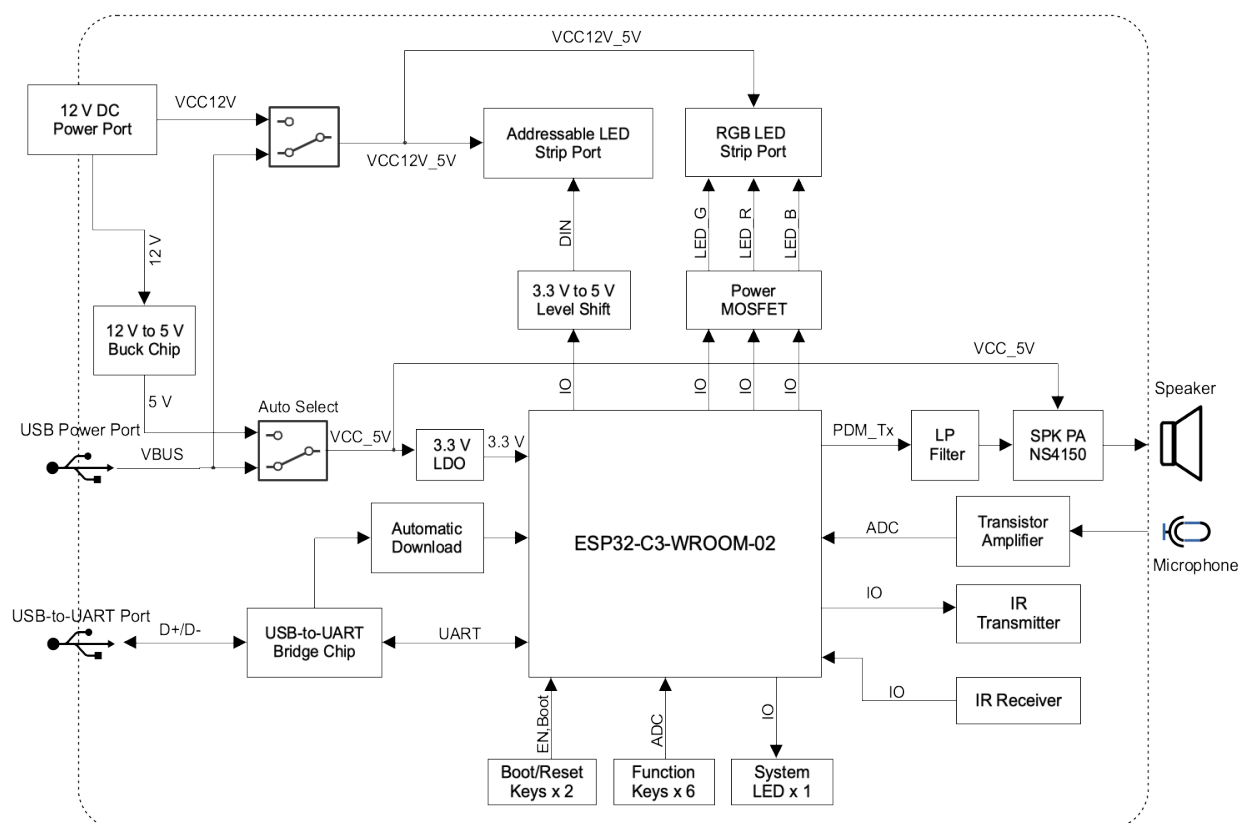 VCC12V_5V
12 V DC
Power Port
VCC12V
Addressable LED
Strip Port
RGB LED
Strip Port
VCC12V_5V
12 V
DIN
LED_G
LED_R
LED_B
3.3 V to 5 V
Level Shift
Power
MOSFET
12 V to 5 V
Buck Chip
VCC_5V
IO
IO
IO
IO
5 V
Auto Select
Speaker
USB Power Port
VBUS
VCC_5V
3.3 V
LDO
3.3 V
PDM_Tx
LP
Filter
SPK PA
NS4150
Automatic
Download
ESP32-C3-WROOM-02
ADC
Transistor
Amplifier
Microphone
USB-to-UART Port
D+/D-
USB-to-UART
Bridge Chip
UART
IO
IR
Transmitter
IO
IR Receiver
EN,Boot
ADC
IO
Boot/Reset
Keys x 2
Function
Keys x 6
System
LED x 1